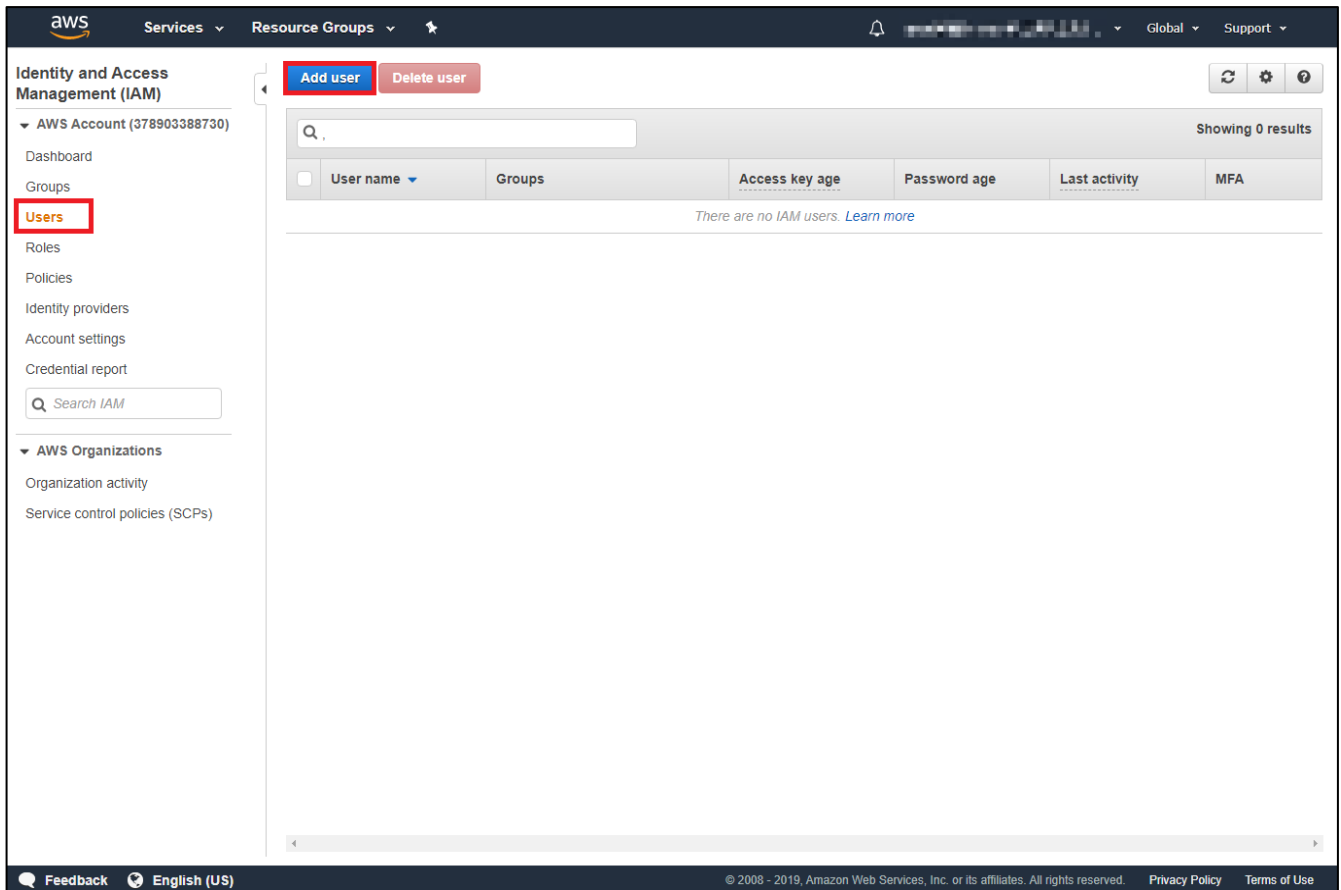 aws Services Resource Groups Global Support
Identity and Access
Management (IAM)
AWS Account (378903388730)
Dashboard
Groups
Users
Roles
Policies
Identity providers
Account settings
Credential report
Search IAM
AWS Organizations
Organization activity
Service control policies (SCPs)
Add user Delete user
, Showing 0 results
User name Groups Access key age Password age Last activity MFA
There are no IAM users. Learn more
Feedback English (US) © 2008 - 2019, Amazon Web Services, Inc. or its affiliates. All rights reserved. Privacy Policy Terms of Use